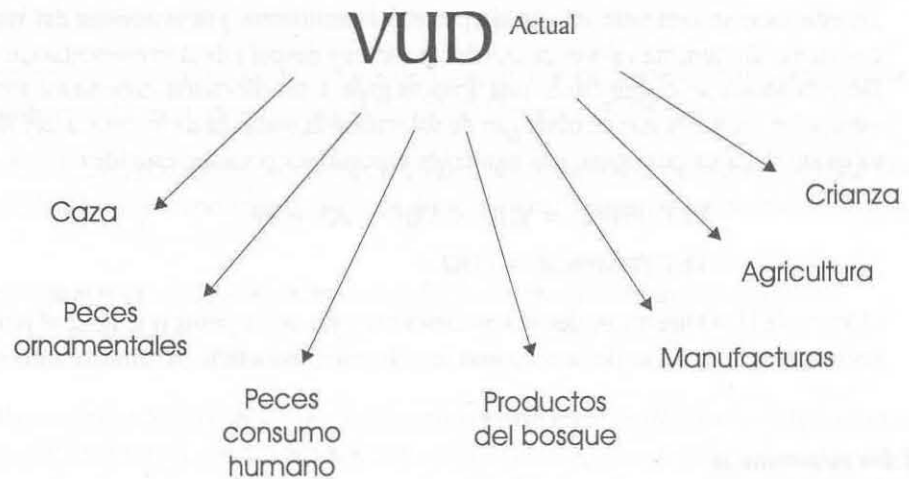 VUD Actual
Caza
Crianza
Peces
ornamentales
Agricultura
Peces
consumo
humano
Productos
del bosque
Manufacturas